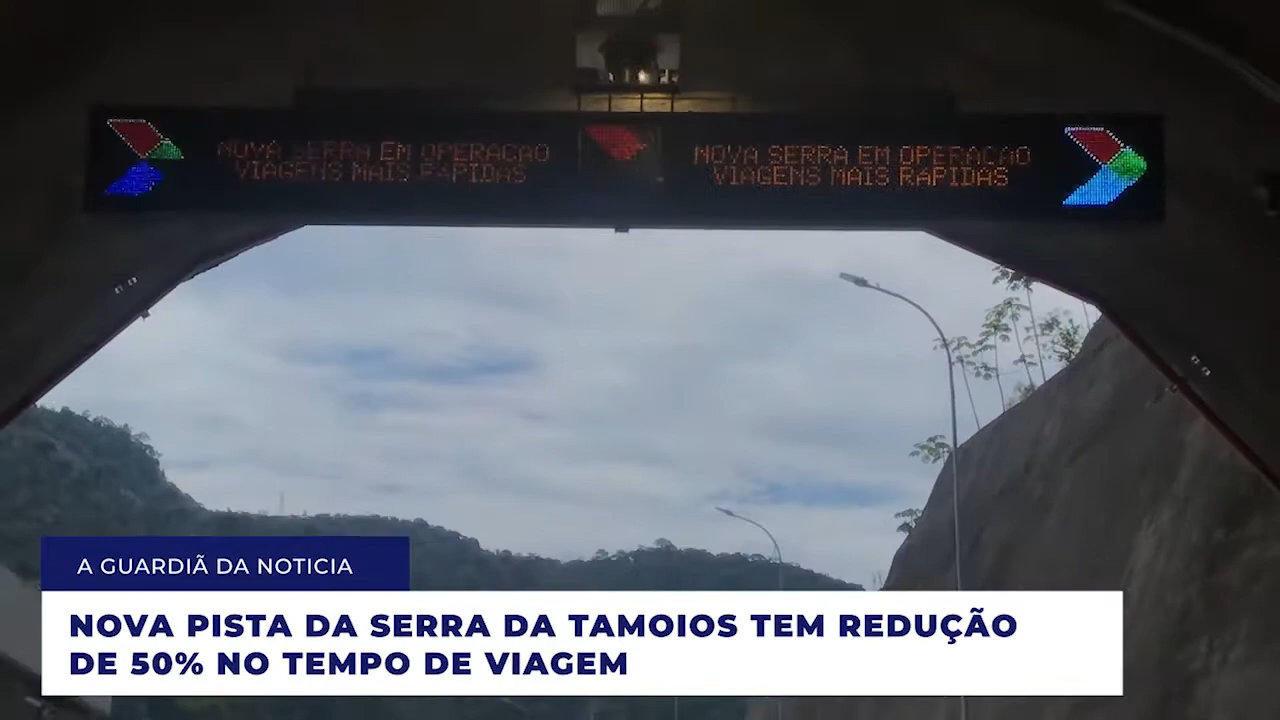 NOVA SERRA EM OPERACAO
VIAGENS MAIS RAPIDAS
NOVA SERRA EM OPERACAO
VIAGENS MAIS RAPIDAS
A GUARDIÃ DA NOTICIA
NOVA PISTA DA SERRA DA TAMOIOS TEM REDUÇÃO
DE 50% NO TEMPO DE VIAGEM